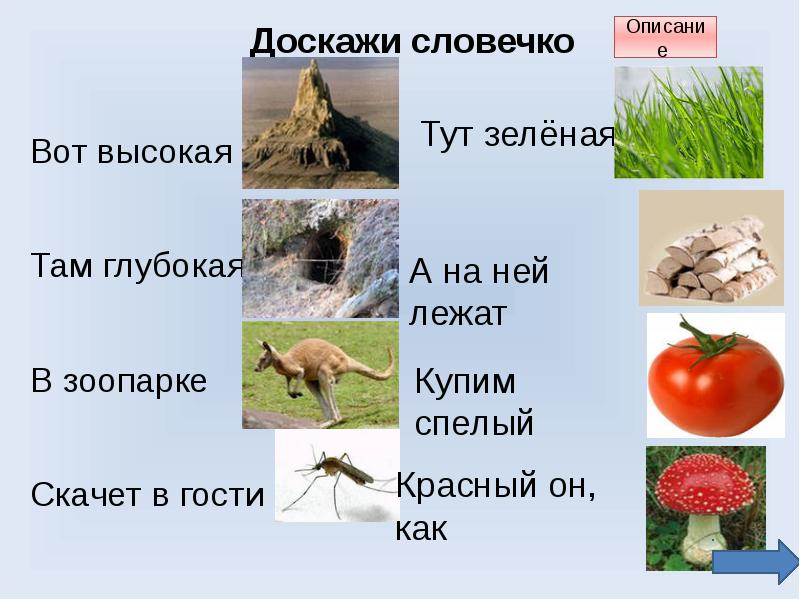 Доскажи словечко
Описани
е
Вот высокая
Там глубокая
В зоопарке
Скачет в гости
Тут зелёная
А на ней
лежат
Купим
спелый
Красный он,
как